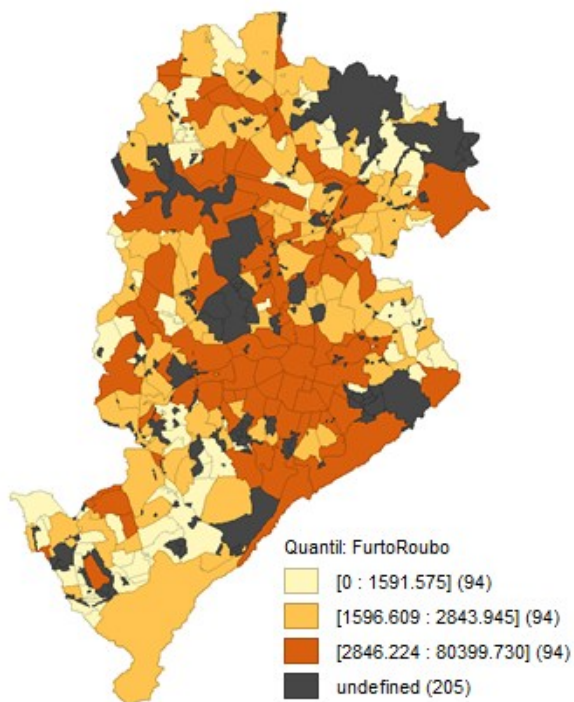 Quantil: FurtoRoubo
[0 : 1591.575] (94)
[1596.609 : 2843.945] (94)
[2846.224 : 80399.730] (94)
undefined (205)